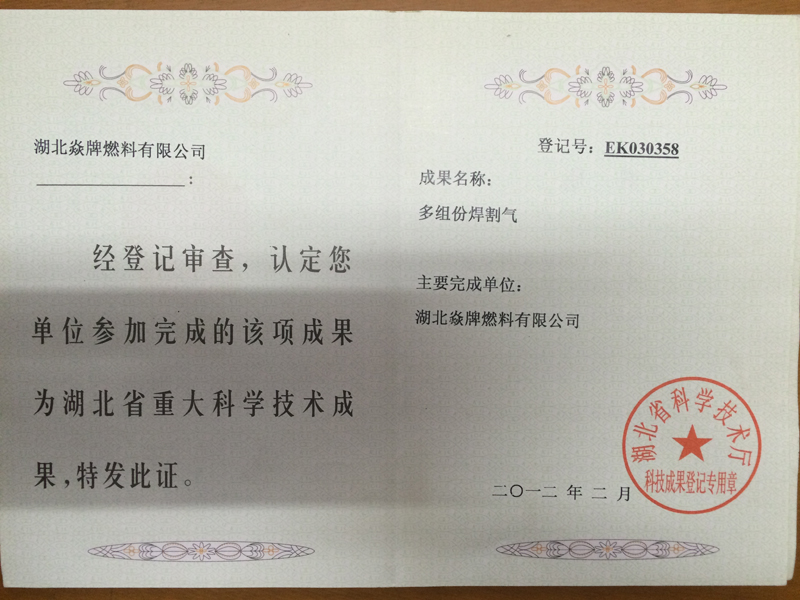 湖北焱牌燃料有限公司
：
经登记审查，认定您
单位参加完成的该项成果
为湖北省重大科学技术成
果，特发此证。
登记号：EK030358
成果名称：
多组份焊割气
主要完成单位：
湖北焱牌燃料有限公司
湖北省科学技术厅
科技成果登记专用章
二〇一二年二月